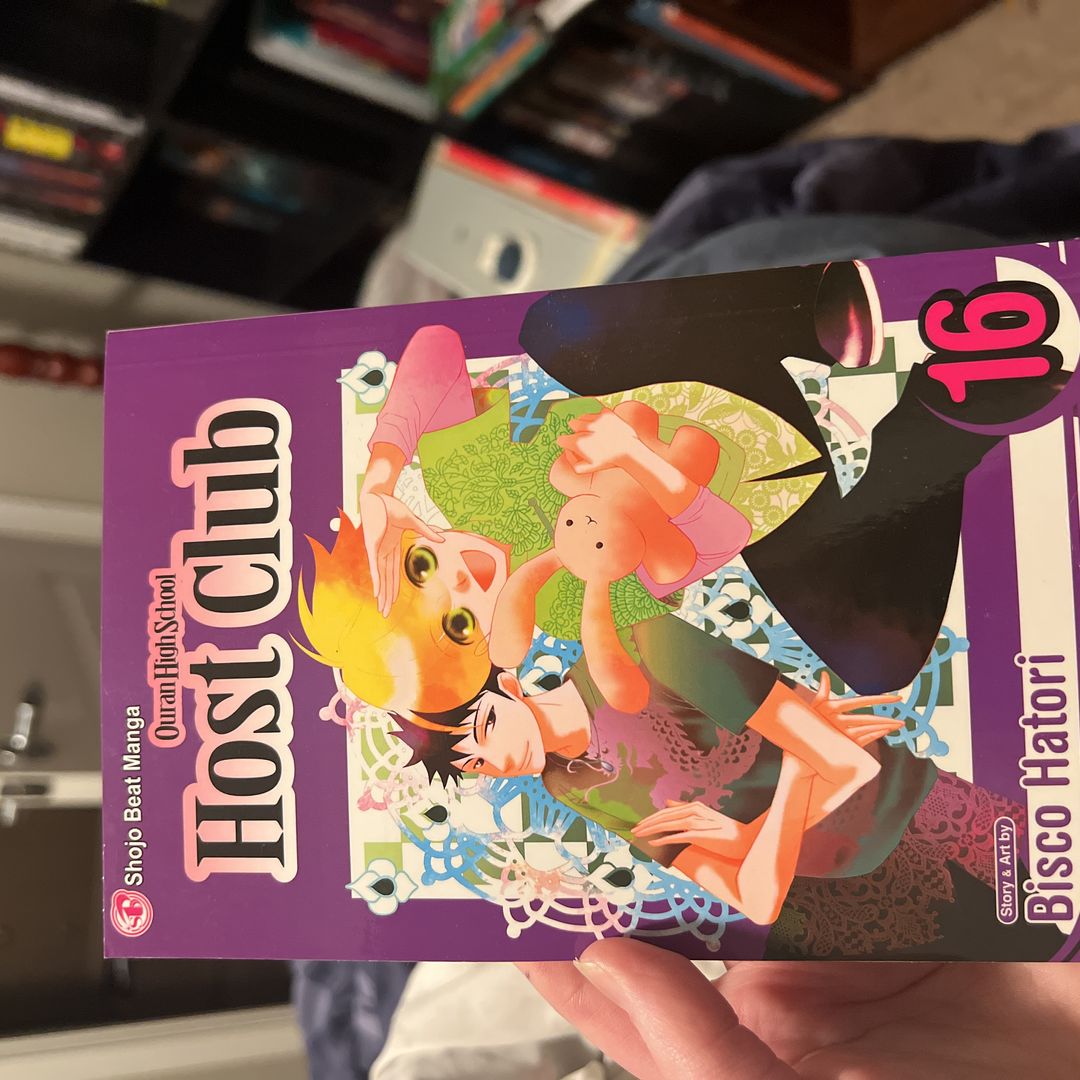 Shojo Beat Manga
Ouran High School
Host Club
16
Story & Art by
Bisco Hatori